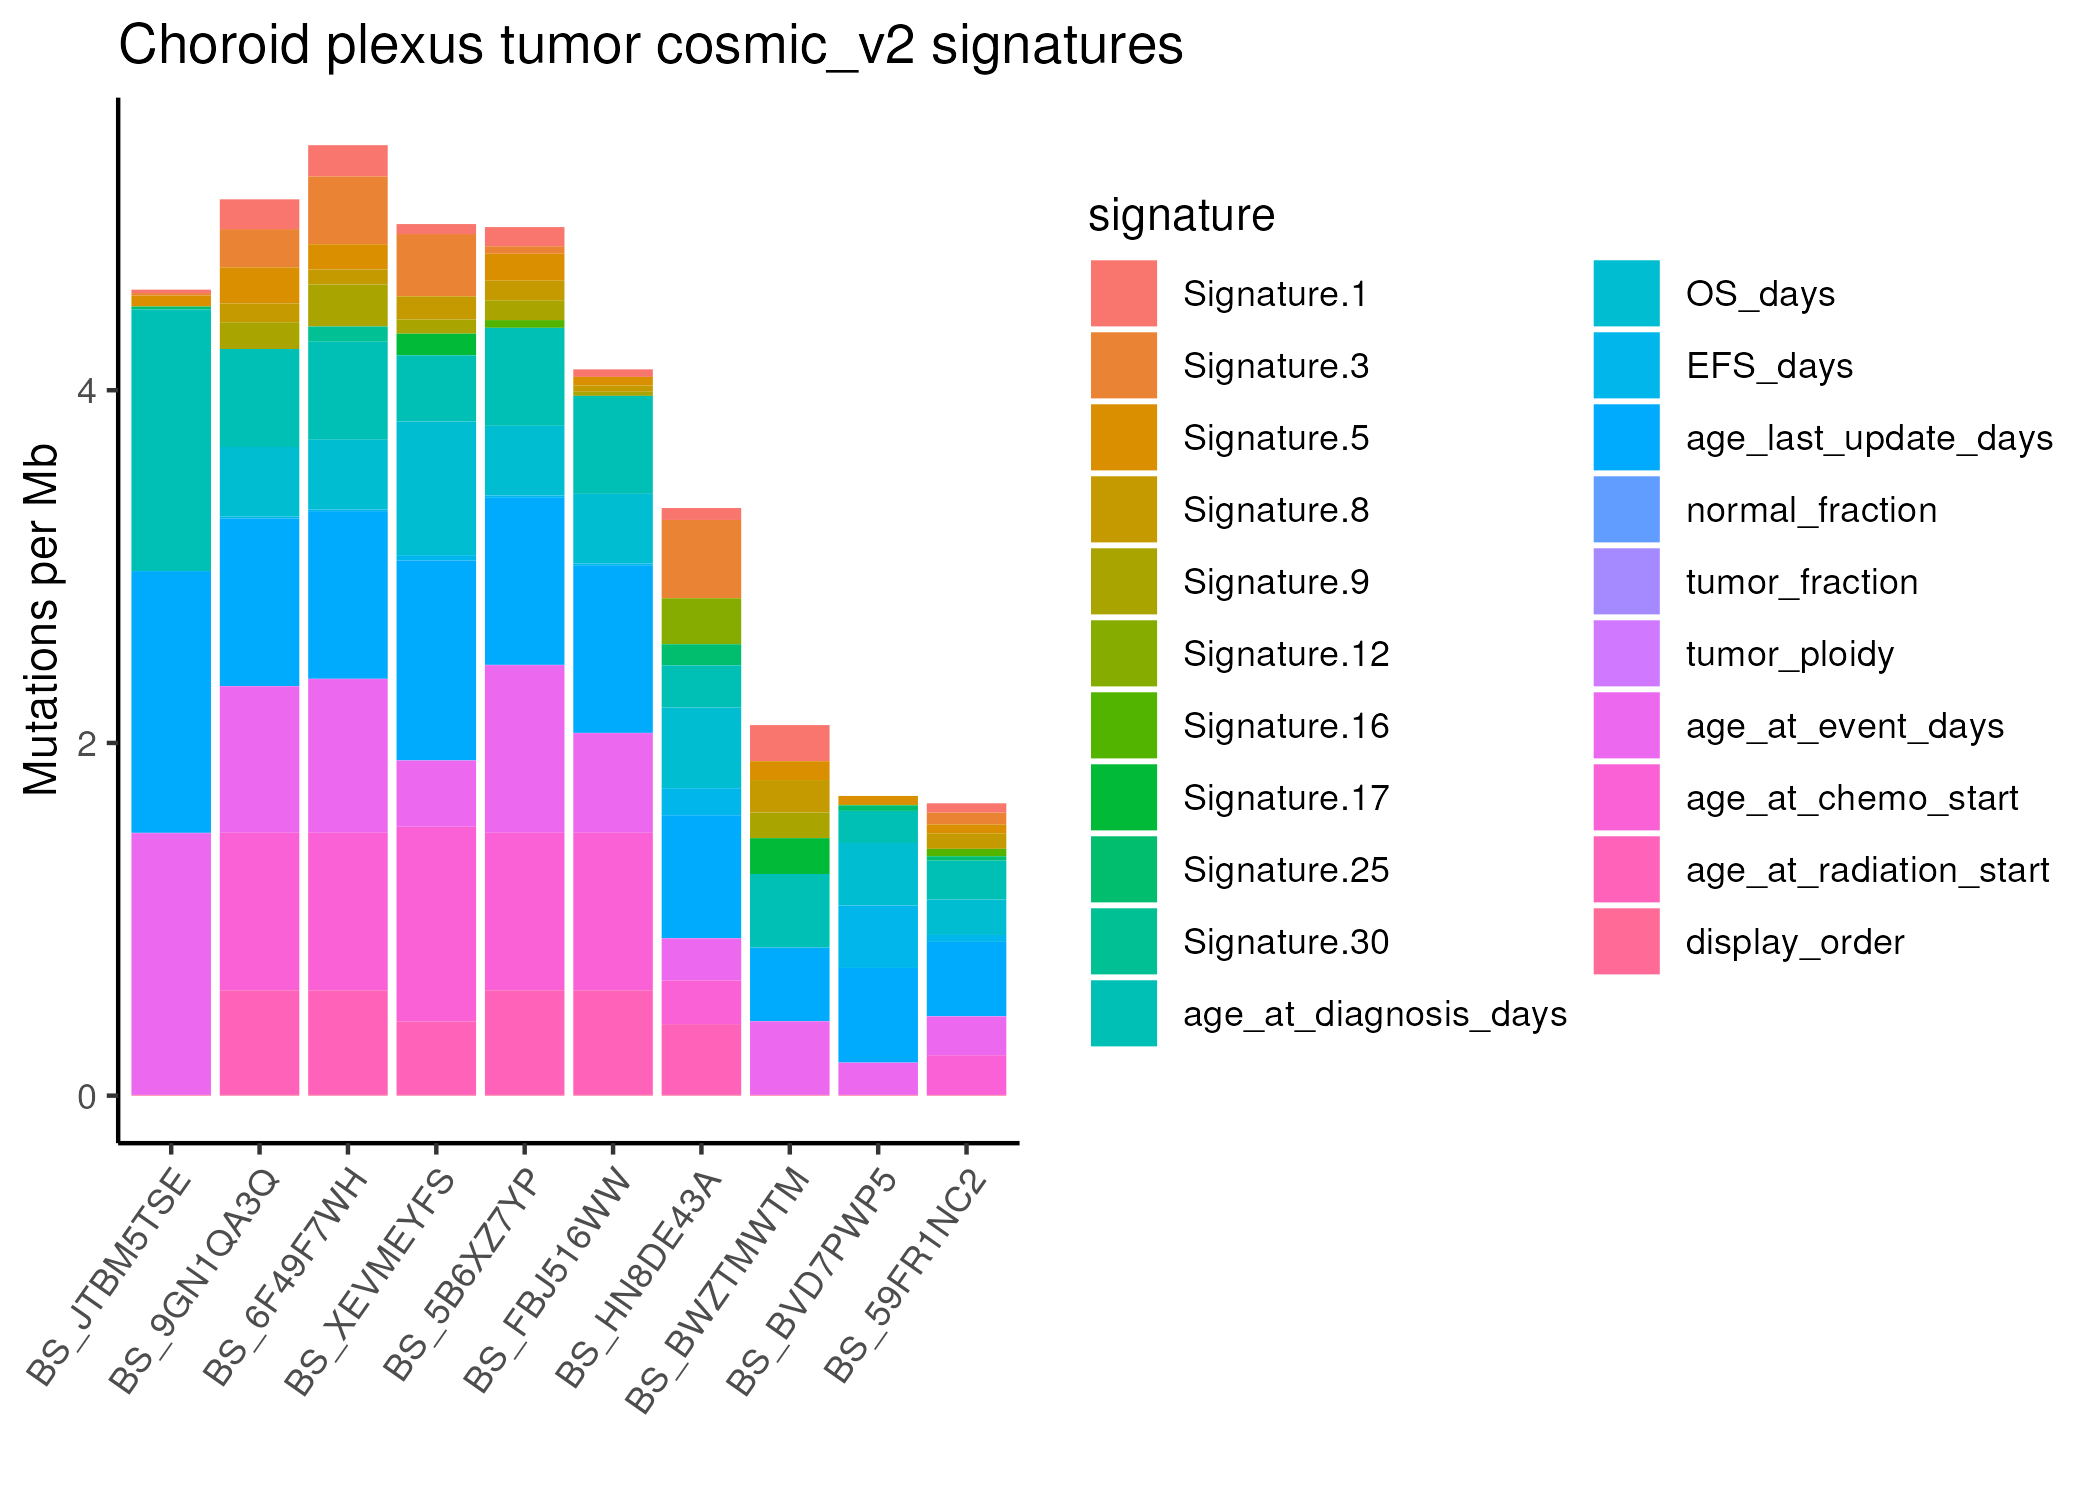 Choroid plexus tumor cosmic_v2 signatures
Mutations per Mb
4
2
0
BS_JTBM5TSE
BS_9GN1QA3Q
BS_6F49F7WH
BS_XEVMEYFS
BS_5B6XZ7YP
BS_FBJ516WW
BS_HN8DE43A
BS_BWZTMWTM
BS_BVD7PWP5
BS_59FR1NC2
signature
Signature.1
Signature.3
Signature.5
Signature.8
Signature.9
Signature.12
Signature.16
Signature.17
Signature.25
Signature.30
age_at_diagnosis_days
OS_days
EFS_days
age_last_update_days
normal_fraction
tumor_fraction
tumor_ploidy
age_at_event_days
age_at_chemo_start
age_at_radiation_start
display_order